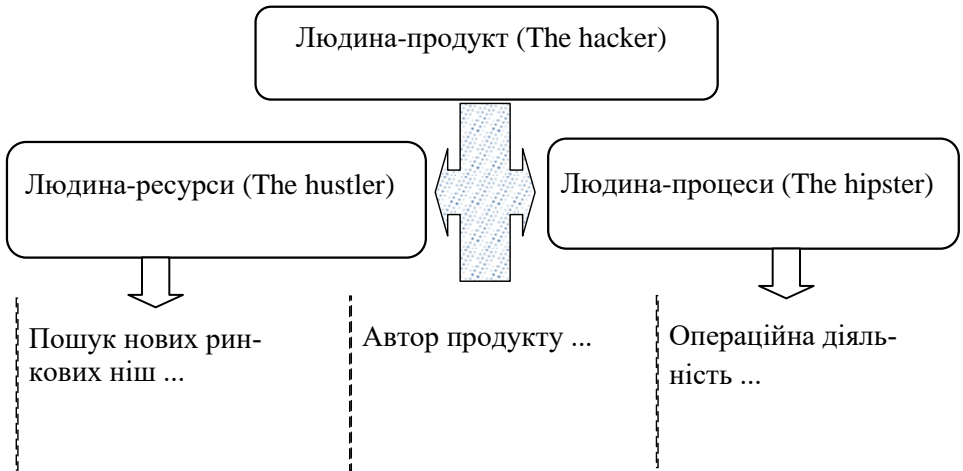 Людина-продукт (The hacker)
Людина-ресурси (The hustler)
Людина-процеси (The hipster)
Пошук нових рин-
кових ніш ...
Автор продукту ...
Операційна діяль-
ність ...